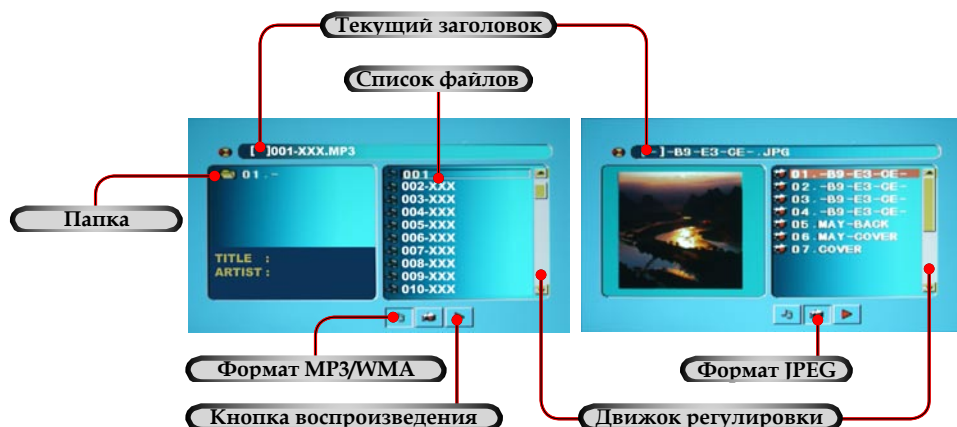 Текущий заголовок
Список файлов
[ ]001-XXX.MP3
01.-
001
002-XXX
003-XXX
004-XXX
005-XXX
006-XXX
007-XXX
008-XXX
009-XXX
010-XXX
TITLE :
ARTIST :
[-]-B9-E3-CE-.JPG
01.-B9-E3-CE-
02.-B9-E3-CE-
03.-B9-E3-CE-
04.-B9-E3-CE-
05.MAY-BACK
06.MAY-COVER
07.COVER
Папка
Формат MP3/WMA
Формат JPEG
Кнопка воспроизведения
Движок регулировки